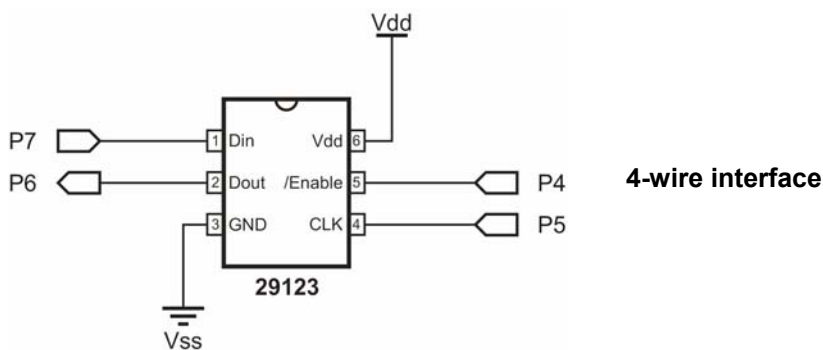 Vdd
P7 1 Din Vdd 6
P6 2 Dout /Enable 5 P4 4-wire interface
3 GND CLK 4 P5
29123
Vss